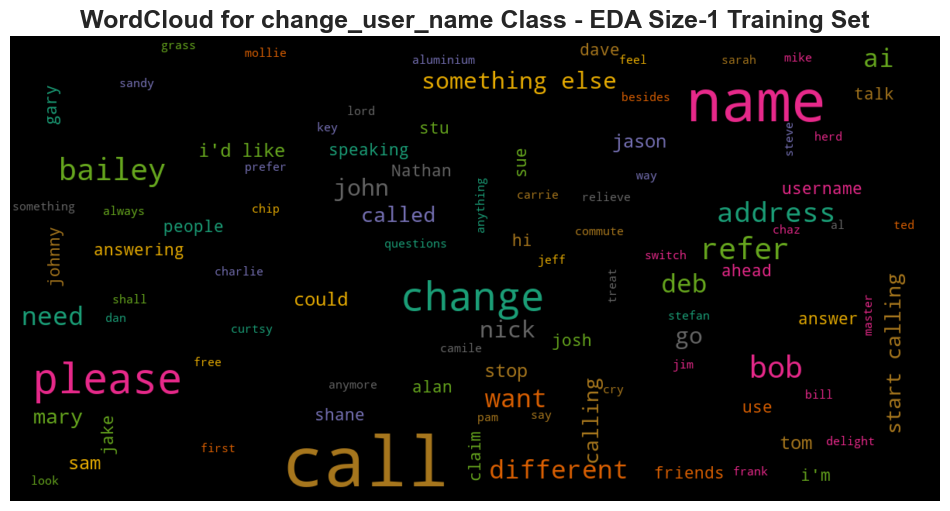 WordCloud for change_user_name Class - EDA Size-1 Training Set
grass
mollie
dave
sarah
mike
ai
aluminium
feel
sandy
something else
besides
name
talk
gary
lord
key
stu
jason
steve
herd
i'd like
speaking
sue
prefer
bailey
Nathan
john
way
username
something
always
chip
called
anything
carrie
relieve
address
people
questions
hi
commute
chaz
al
ted
johnny
answering
jeff
switch
refer
charlie
ahead
treat
deb
shall
could
change
master
start calling
need
dan
curtsy
nick
stefan
answer
go
josh
camile
free
jim
please
anymore
alan
stop
bob
bill
want
calling
cry
mary
jake
shane
pam
say
use
first
call
claim
tom
delight
sam
look
different
friends
frank
i'm